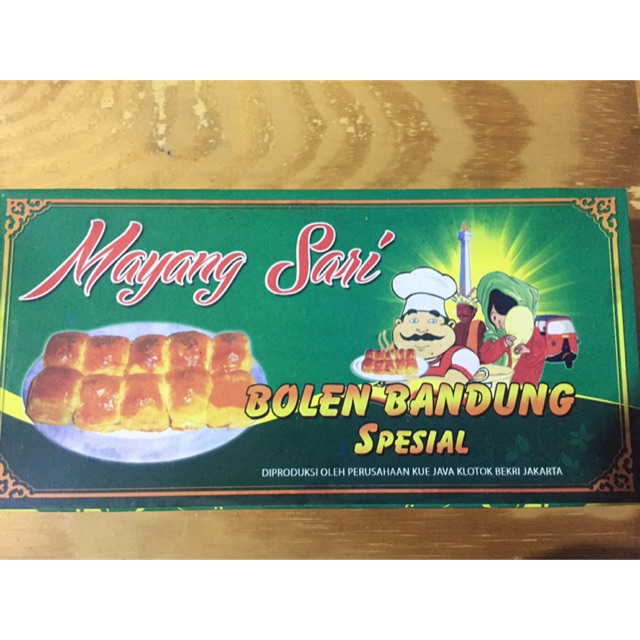 Mayang Sari
BOLEN BANDUNG
SPESIAL
DIPRODUKSI OLEH PERUSAHAAN KUE JAVA KLOTOK BEKRI JAKARTA